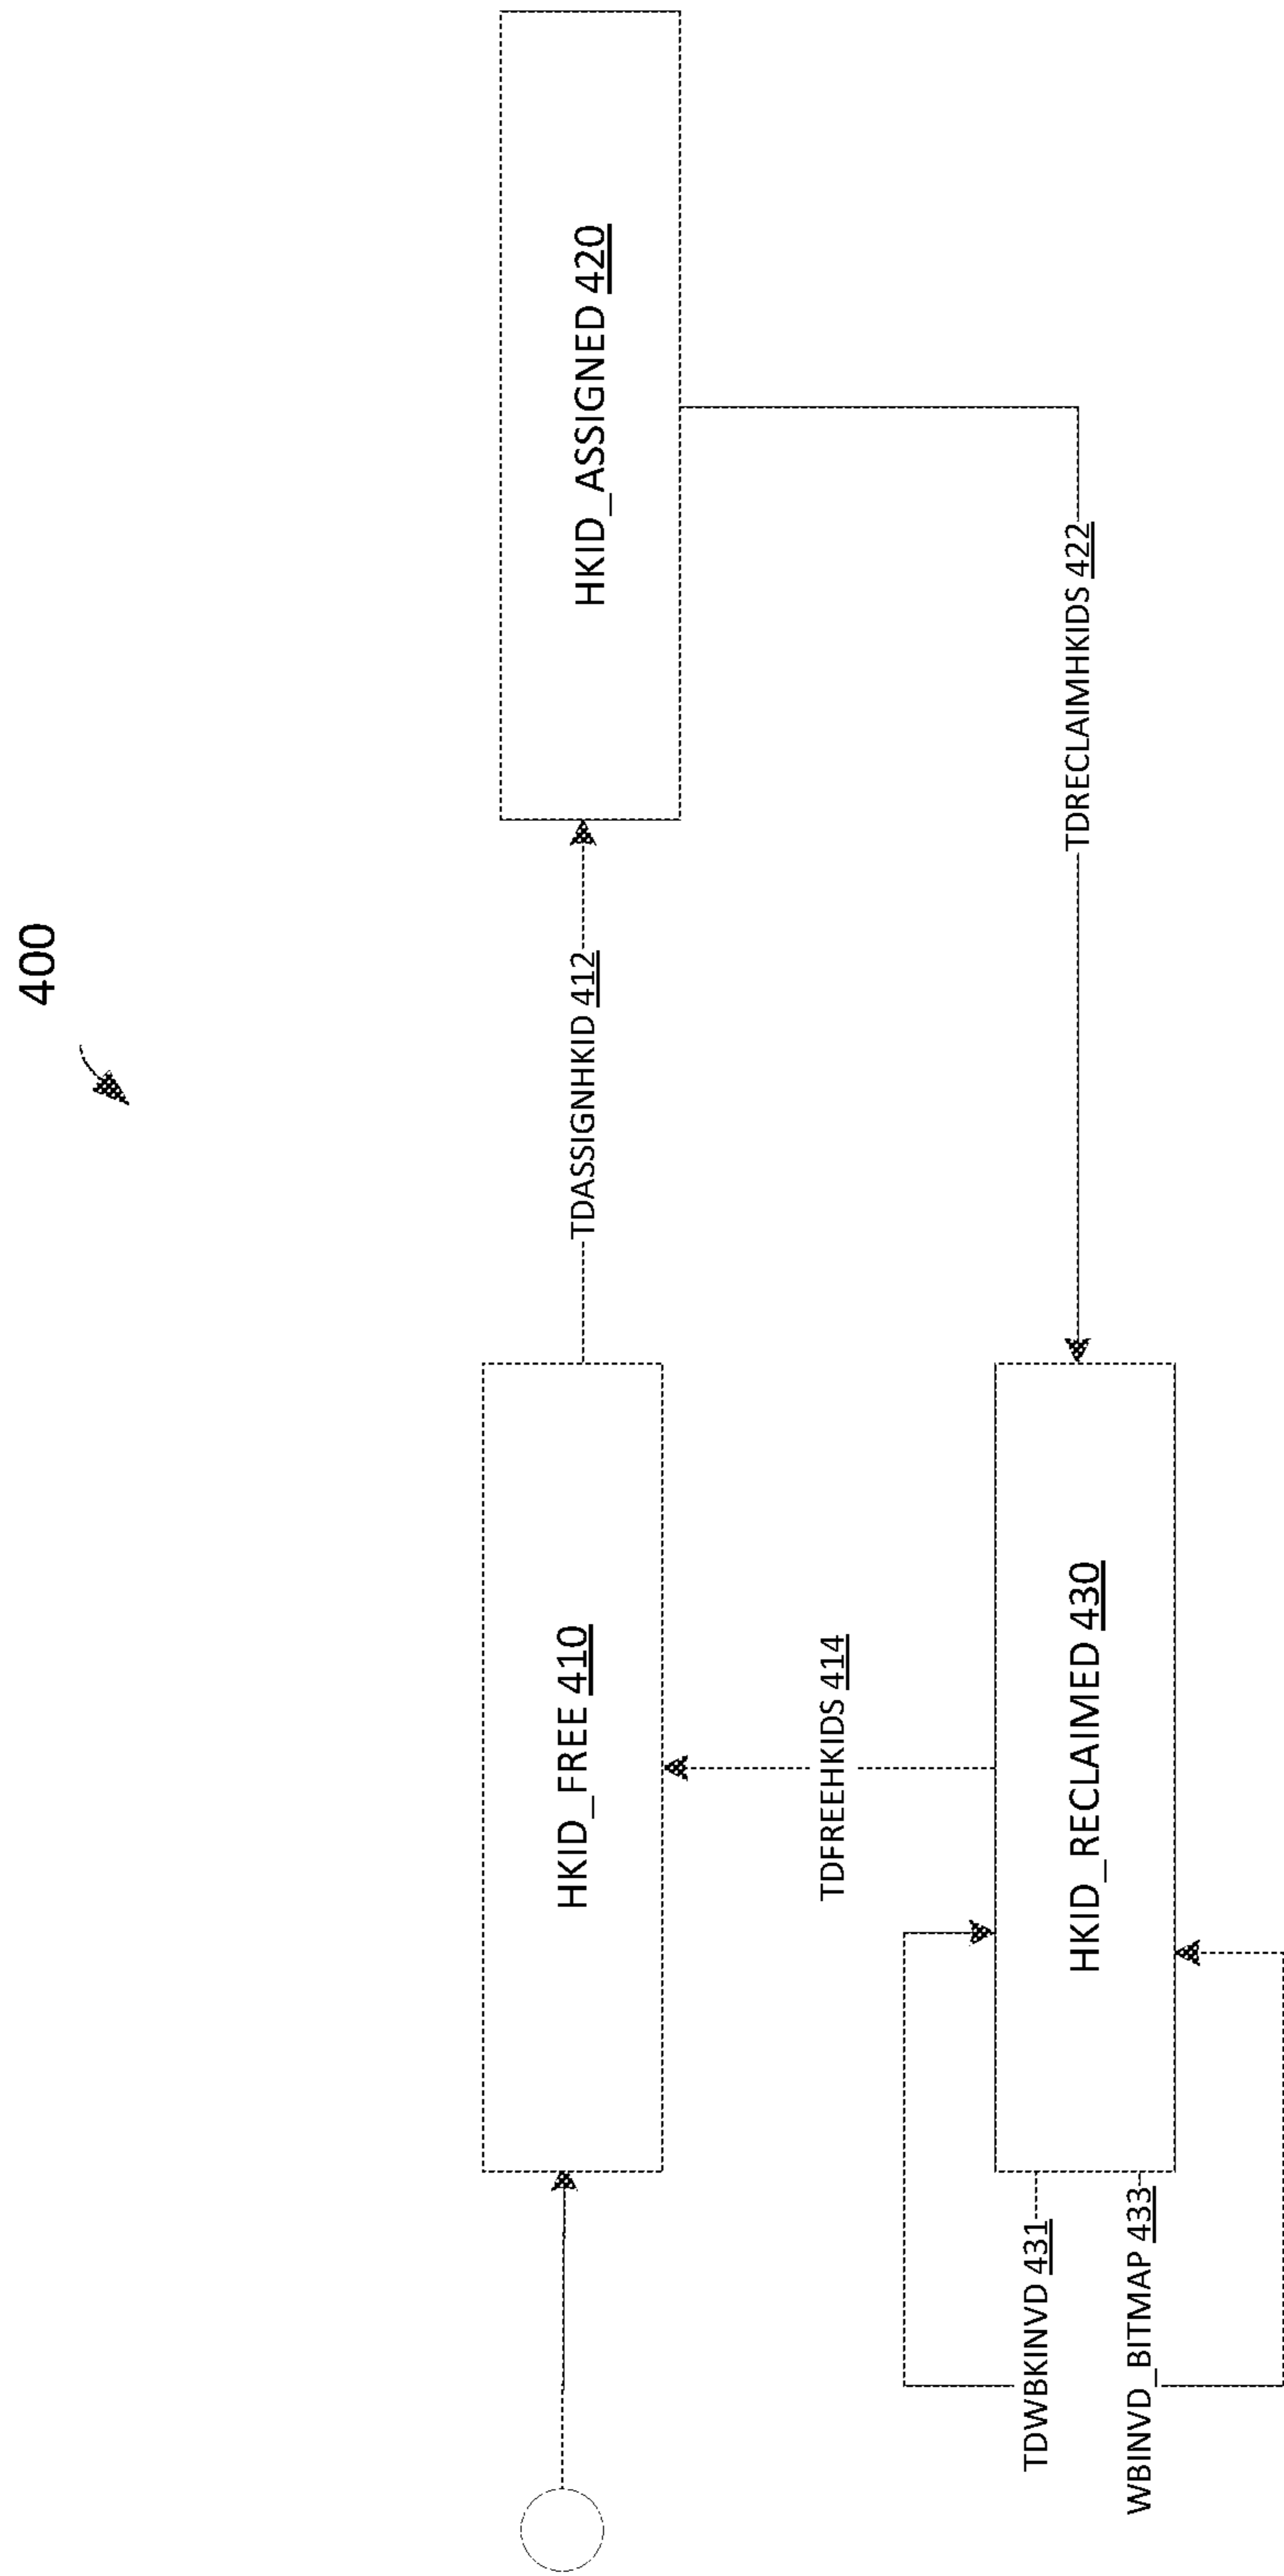 400
HKID_FREE 410
TDASSIGNHKID 412
HKID_ASSIGNED 420
TDFREEHKIDS 414
TDRECLAIMHKIDS 422
HKID_RECLAIMED 430
TDWBKINVD 431
WBINVD_BITMAP 433